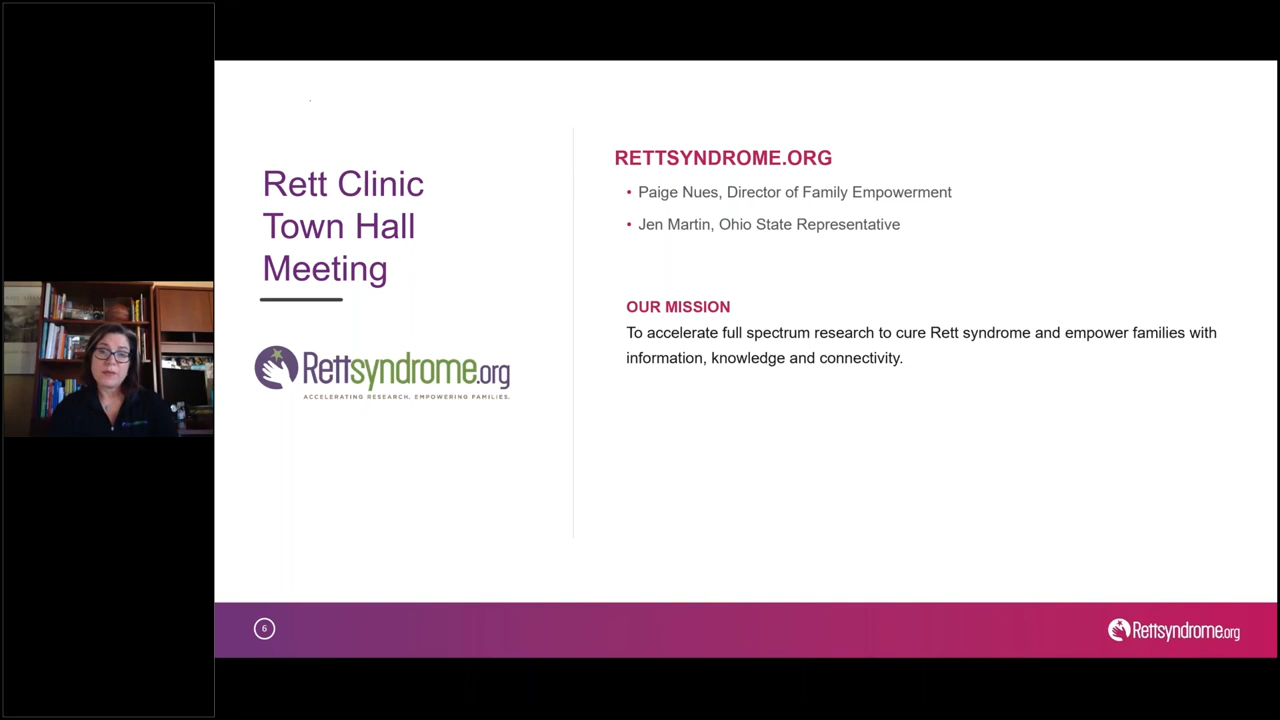 Rett Clinic
Town Hall
Meeting
Rettsyndrome.org
ACCELERATING RESEARCH. EMPOWERING FAMILIES.
RETTSYNDROME.ORG
• Paige Nues, Director of Family Empowerment
• Jen Martin, Ohio State Representative
OUR MISSION
To accelerate full spectrum research to cure Rett syndrome and empower families with
information, knowledge and connectivity.
6
Rettsyndrome.org